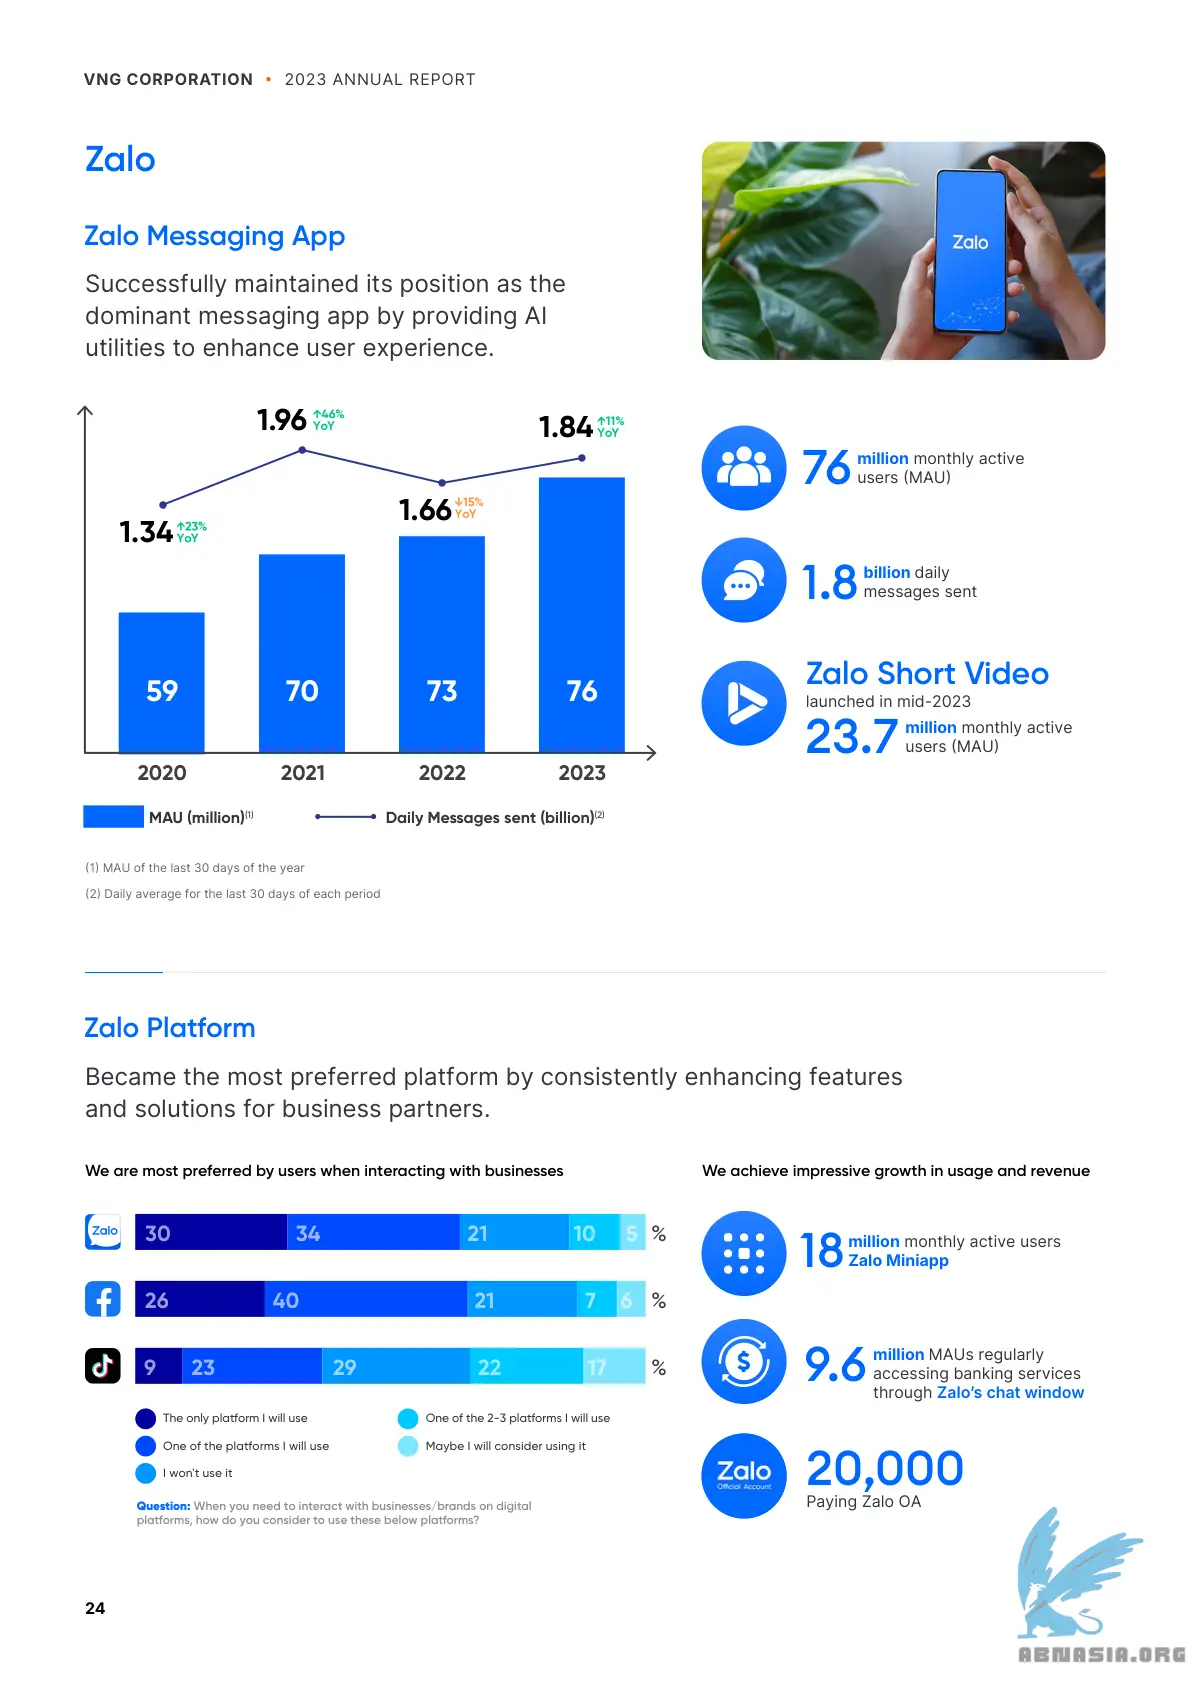 VNG CORPORATION • 2023 ANNUAL REPORT
Zalo
Zalo Messaging App
Successfully maintained its position as the
dominant messaging app by providing AI
utilities to enhance user experience.
Zalo
1.34 ↑23% YoY
1.96 ↑46% YoY
1.66 ↓15% YoY
1.84 ↑11% YoY
59
70
73
76
2020
2021
2022
2023
MAU (million)(1)
Daily Messages sent (billion)(2)
(1) MAU of the last 30 days of the year
(2) Daily average for the last 30 days of each period
76 million monthly active
users (MAU)
1.8 billion daily
messages sent
Zalo Short Video
launched in mid-2023
23.7 million monthly active
users (MAU)
Zalo Platform
Became the most preferred platform by consistently enhancing features
and solutions for business partners.
We are most preferred by users when interacting with businesses
Zalo 30 34 21 10 5 %
26 40 21 7 6 %
9 23 29 22 17 %
The only platform I will use
One of the platforms I will use
I won't use it
One of the 2-3 platforms I will use
Maybe I will consider using it
Question: When you need to interact with businesses/brands on digital
platforms, how do you consider to use these below platforms?
We achieve impressive growth in usage and revenue
18 million monthly active users
Zalo Miniapp
9.6 million MAUs regularly
accessing banking services
through Zalo's chat window
Zalo
Official Account
20,000
Paying Zalo OA
24
ABNASIA.ORG